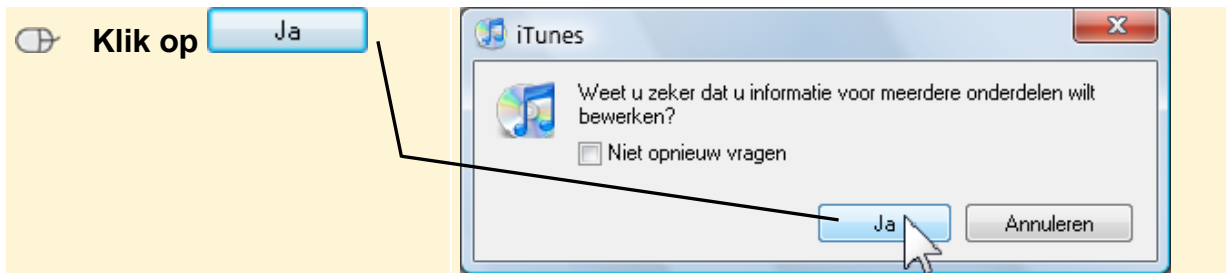 Klik op Ja
iTunes
Weet u zeker dat u informatie voor meerdere onderdelen wilt
bewerken?
Niet opnieuw vragen
Ja Annuleren